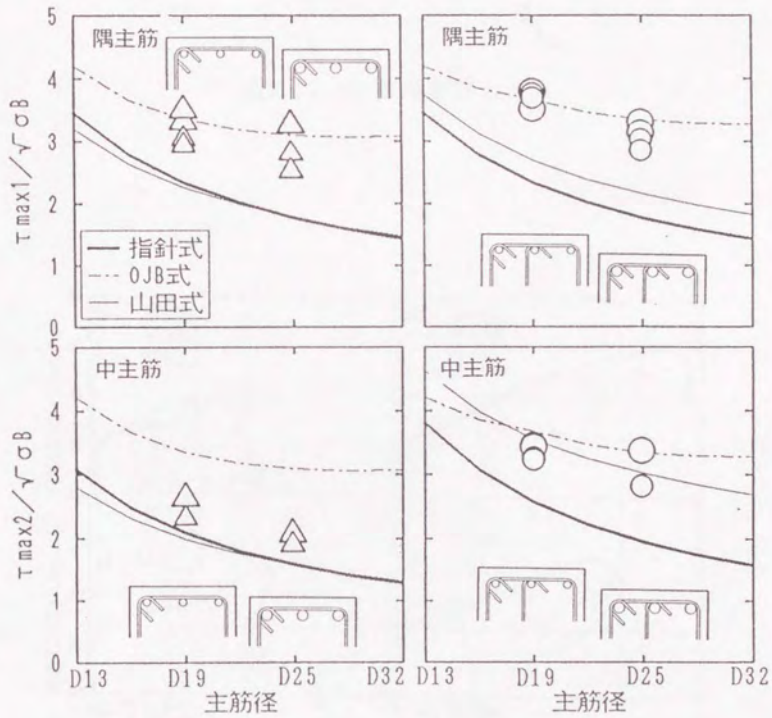 5
4
3
2
1
0
τmax1/√σB
隅主筋
指針式
OJB式
山田式
隅主筋
5
4
3
2
1
0
τmax2/√σB
中主筋
D13
D19
D25
D32
主筋径
中主筋
D13
D19
D25
D32
主筋径